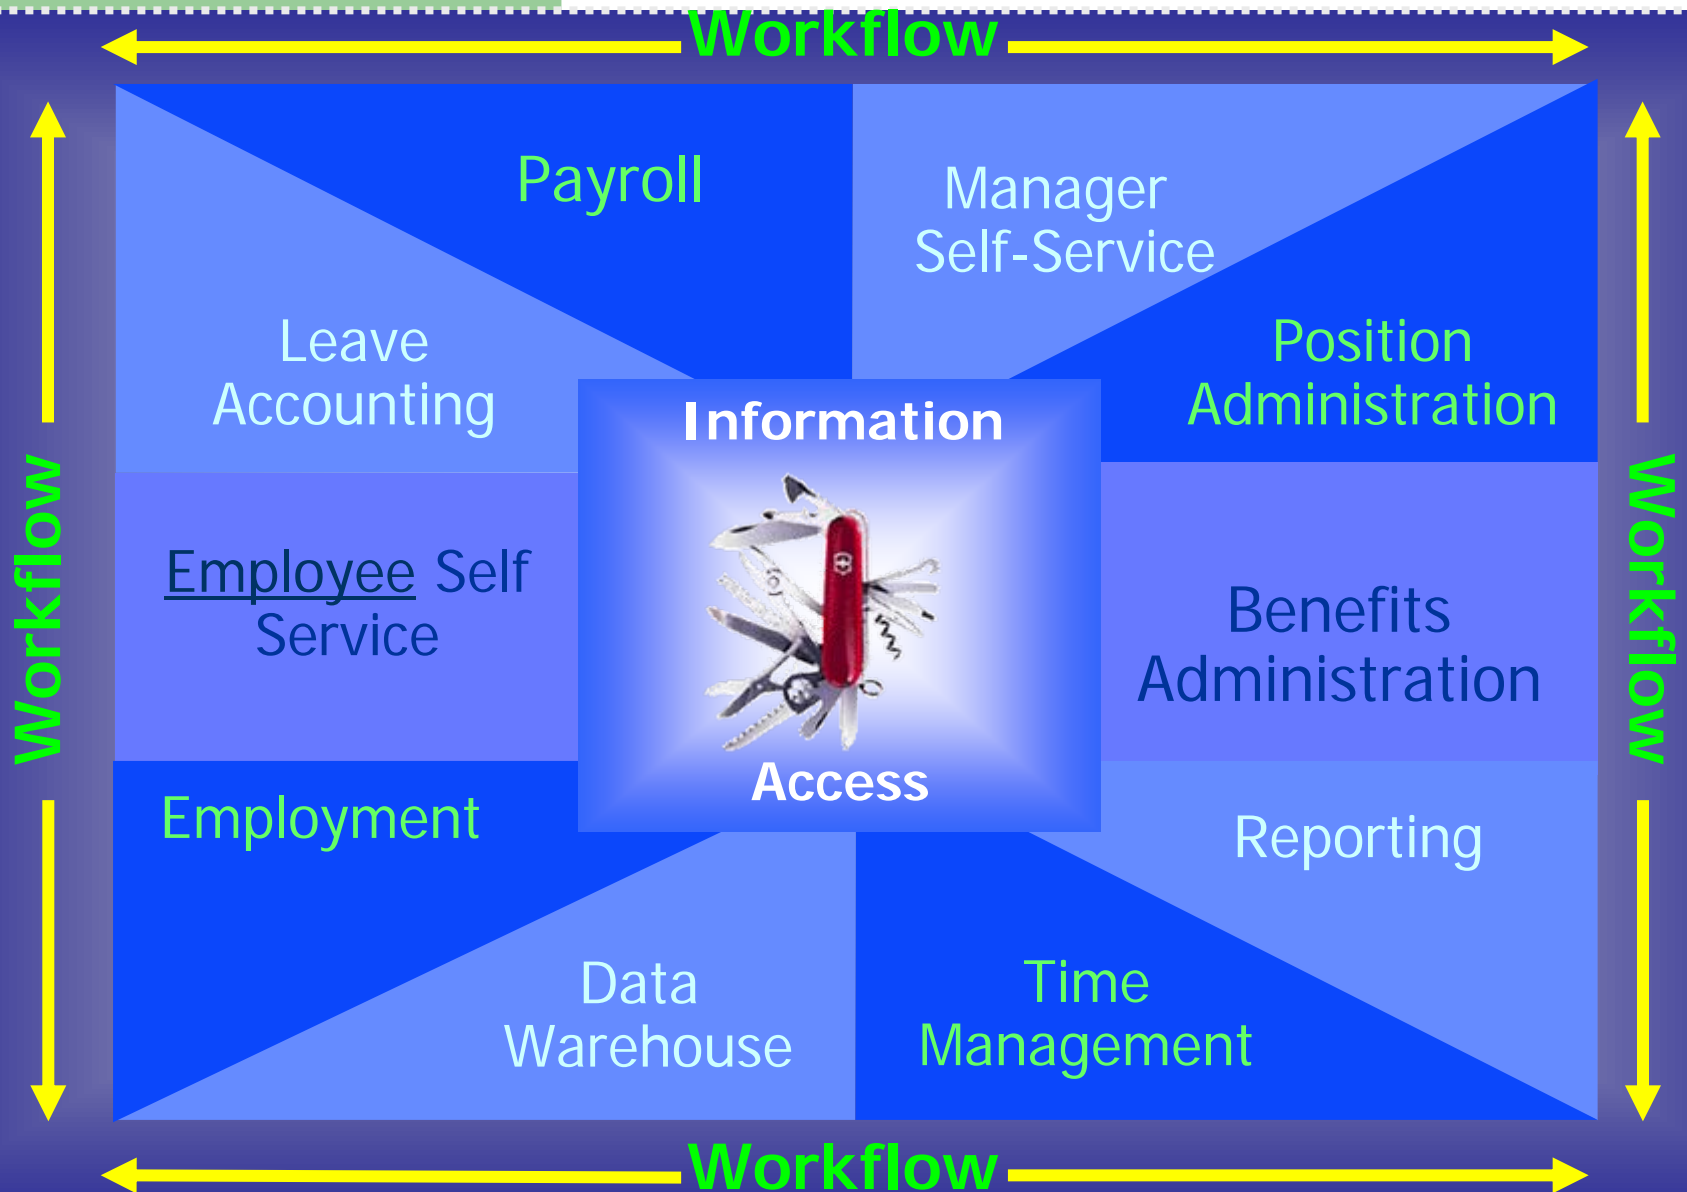 Workflow
Payroll
Manager
Self-Service
Leave
Accounting
Position
Administration
Information
Access
Workflow
Workflow
Employee Self
Service
Benefits
Administration
Employment
Reporting
Data
Warehouse
Time
Management
Workflow